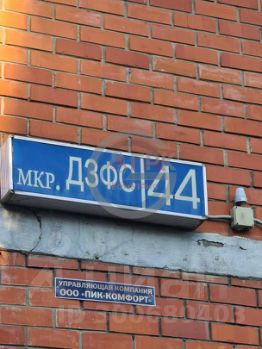 МКР. ДЗФС 44
УПРАВЛЯЮЩАЯ КОМПАНИЯ
ООО "ПИК-КОМФОРТ"